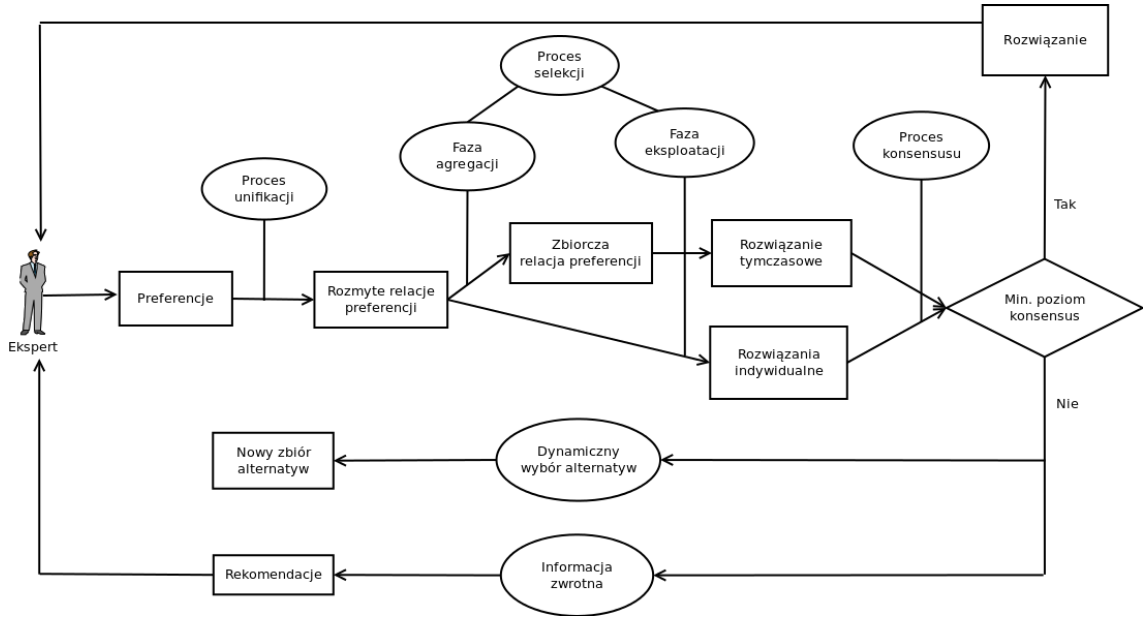 Rozwiązanie
Proces
selekcji
Faza
agregacji
Faza
eksploatacji
Proces
konsensusu
Proces
unifikacji
Tak
Zbiorcza
relacja preferencji
Rozwiązanie
tymczasowe
Preferencje
Rozmyte relacje
preferencji
Min. poziom
konsensus
Ekspert
Rozwiązania
indywidualne
Nie
Nowy zbiór
alternatyw
Dynamiczny
wybór alternatyw
Rekomendacje
Informacja
zwrotna